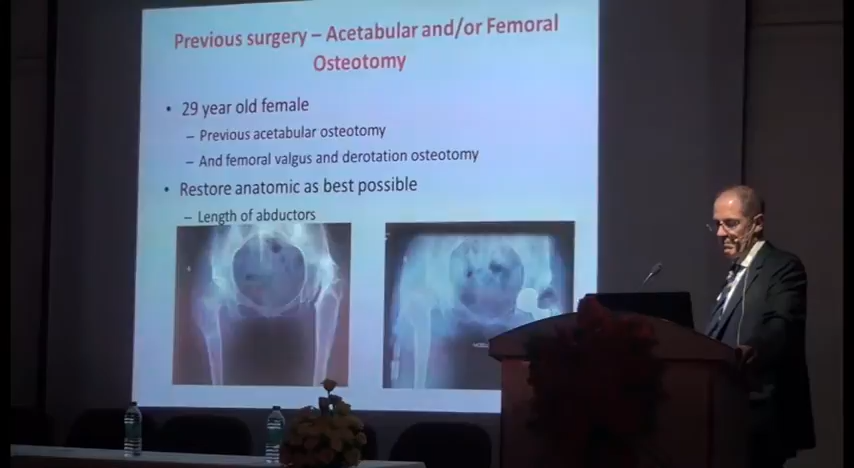 Previous surgery – Acetabular and/or Femoral
Osteotomy
• 29 year old female
– Previous acetabular osteotomy
– And femoral valgus and derotation osteotomy
• Restore anatomic as best possible
– Length of abductors